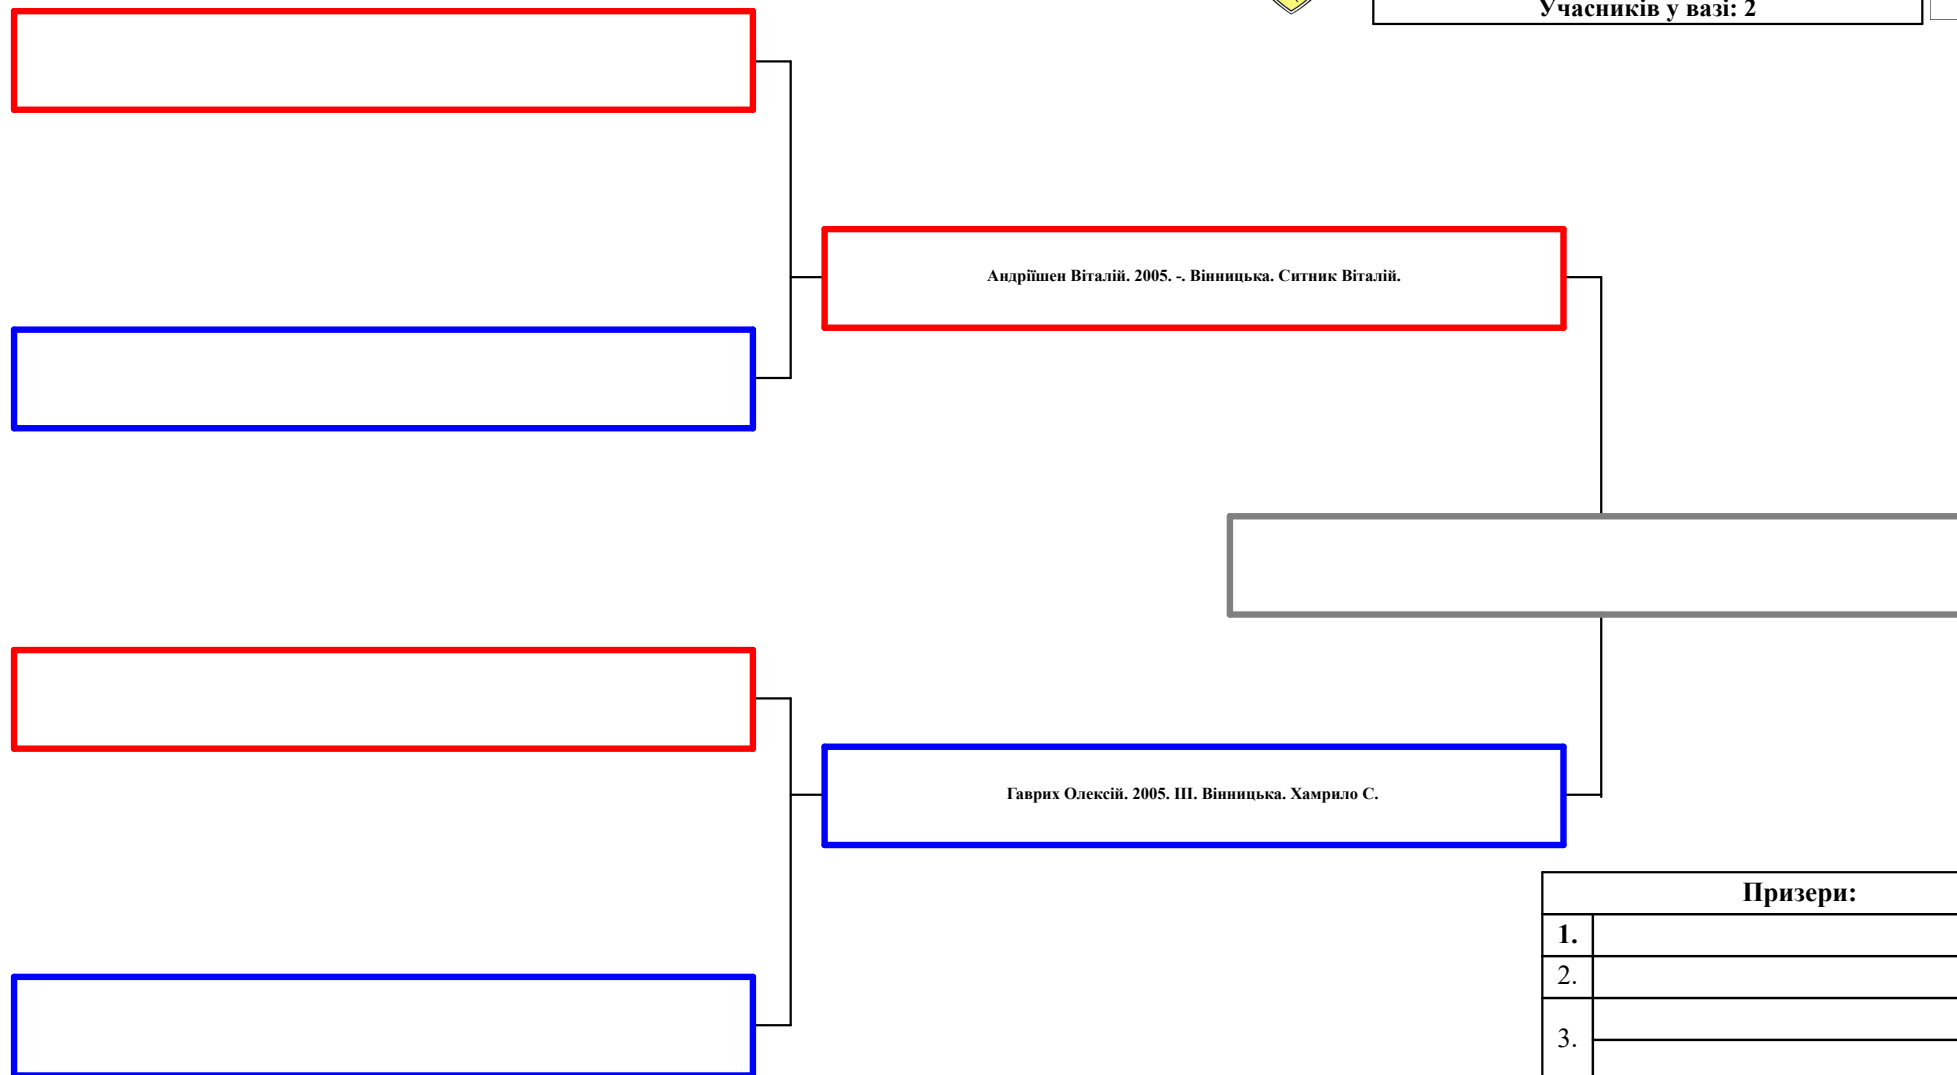 Учасників у вазі: 2
Андріїшен Віталій. 2005. -. Вінницька. Ситник Віталій.
Гаврих Олексій. 2005. III. Вінницька. Хамрило С.
Призери:
1.
2.
3.